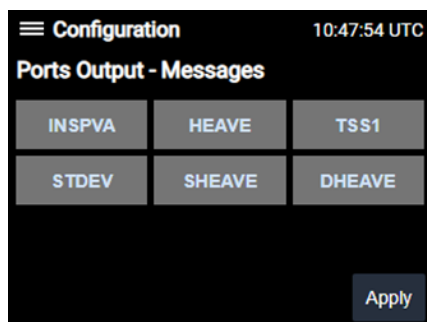 Configuration 10:47:54 UTC
Ports Output - Messages
INSPVA HEAVE TSS1
STDEV SHEAVE DHEAVE
Apply